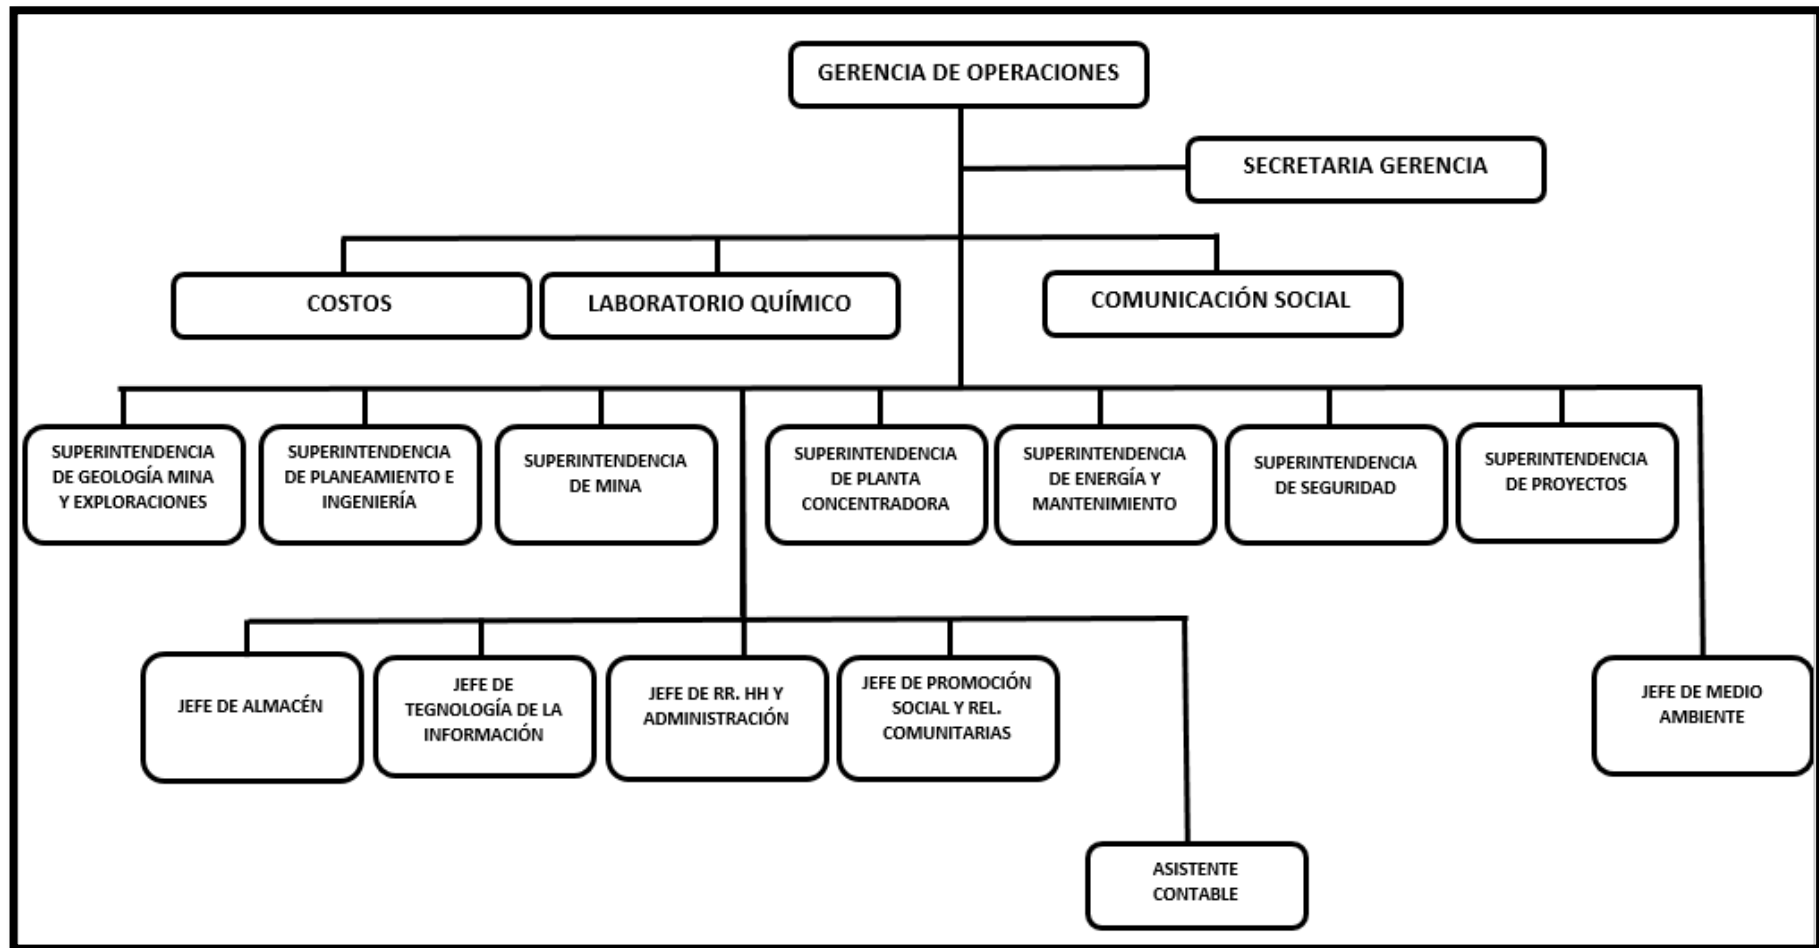 GERENCIA DE OPERACIONES
SECRETARIA GERENCIA
COSTOS
LABORATORIO QUÍMICO
COMUNICACIÓN SOCIAL
SUPERINTENDENCIA
DE GEOLOGÍA MINA
Y EXPLORACIONES
SUPERINTENDENCIA
DE PLANEAMIENTO E
INGENIERÍA
SUPERINTENDENCIA
DE MINA
SUPERINTENDENCIA
DE PLANTA
CONCENTRADORA
SUPERINTENDENCIA
DE ENERGÍA Y
MANTENIMIENTO
SUPERINTENDENCIA
DE SEGURIDAD
SUPERINTENDENCIA
DE PROYECTOS
JEFE DE ALMACÉN
JEFE DE
TEGNOLOGÍA DE LA
INFORMACIÓN
JEFE DE RR. HH Y
ADMINISTRACIÓN
JEFE DE PROMOCIÓN
SOCIAL Y REL.
COMUNITARIAS
JEFE DE MEDIO
AMBIENTE
ASISTENTE
CONTABLE